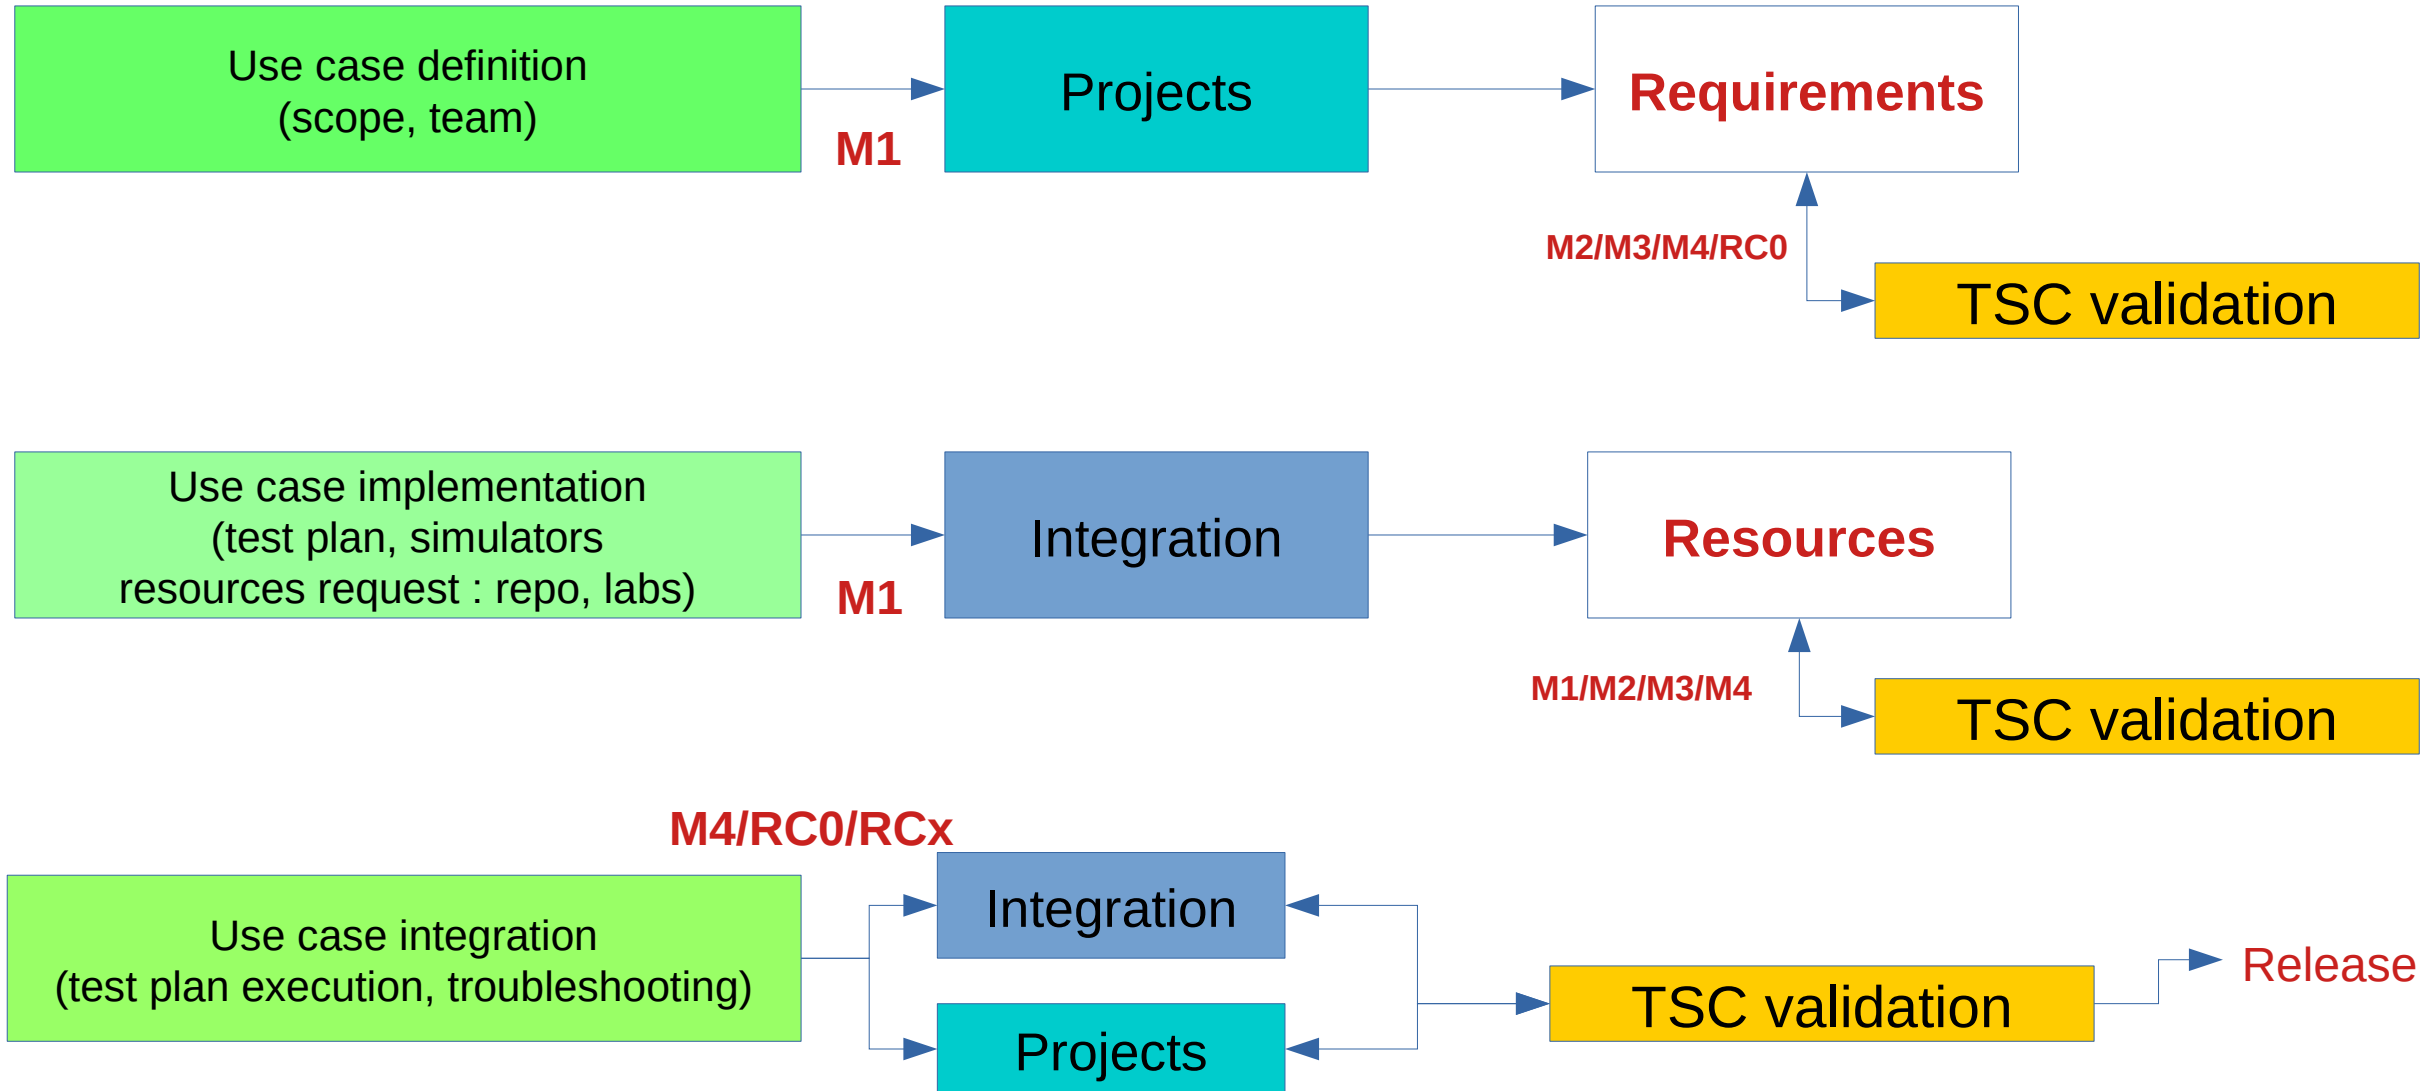 Use case definition
(scope, team)
M1
Projects
Requirements
M2/M3/M4/RC0
TSC validation
Use case implementation
(test plan, simulators
resources request : repo, labs)
M1
Integration
Resources
M1/M2/M3/M4
TSC validation
M4/RC0/RCx
Use case integration
(test plan execution, troubleshooting)
Integration
Projects
TSC validation
Release